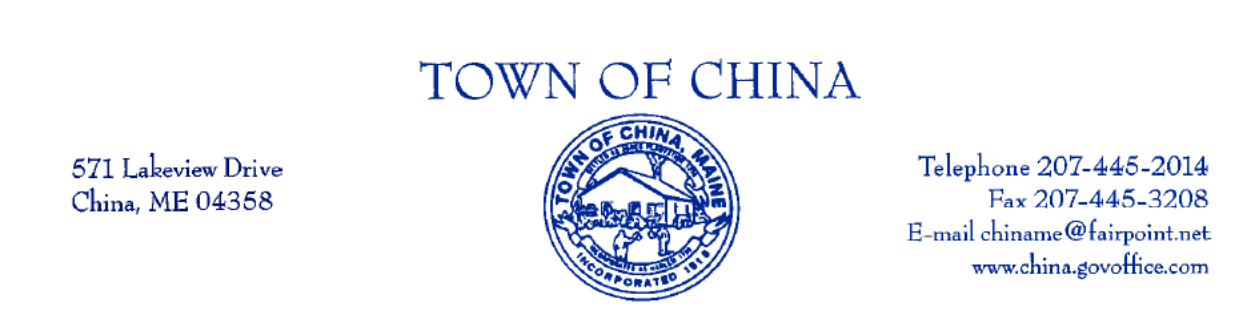 TOWN OF CHINA
571 Lakeview Drive
China, ME 04358
TOWN OF CHINA, MAINE
INCORPORATED 1818
Telephone 207-445-2014
Fax 207-445-3208
E-mail chiname@fairpoint.net
www.china.govoffice.com